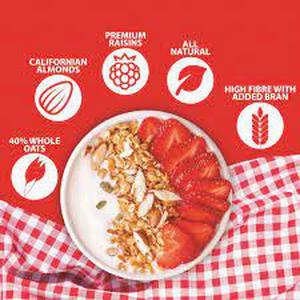 PREMIUM
RAISINS
ALL
NATURAL
CALIFORNIAN
ALMONDS
HIGH FIBRE WITH
ADDED BRAN
40% WHOLE
OATS